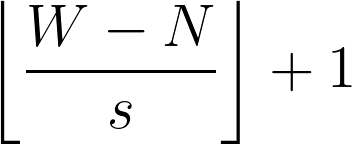 ⌊(W − N)/s⌋ + 1